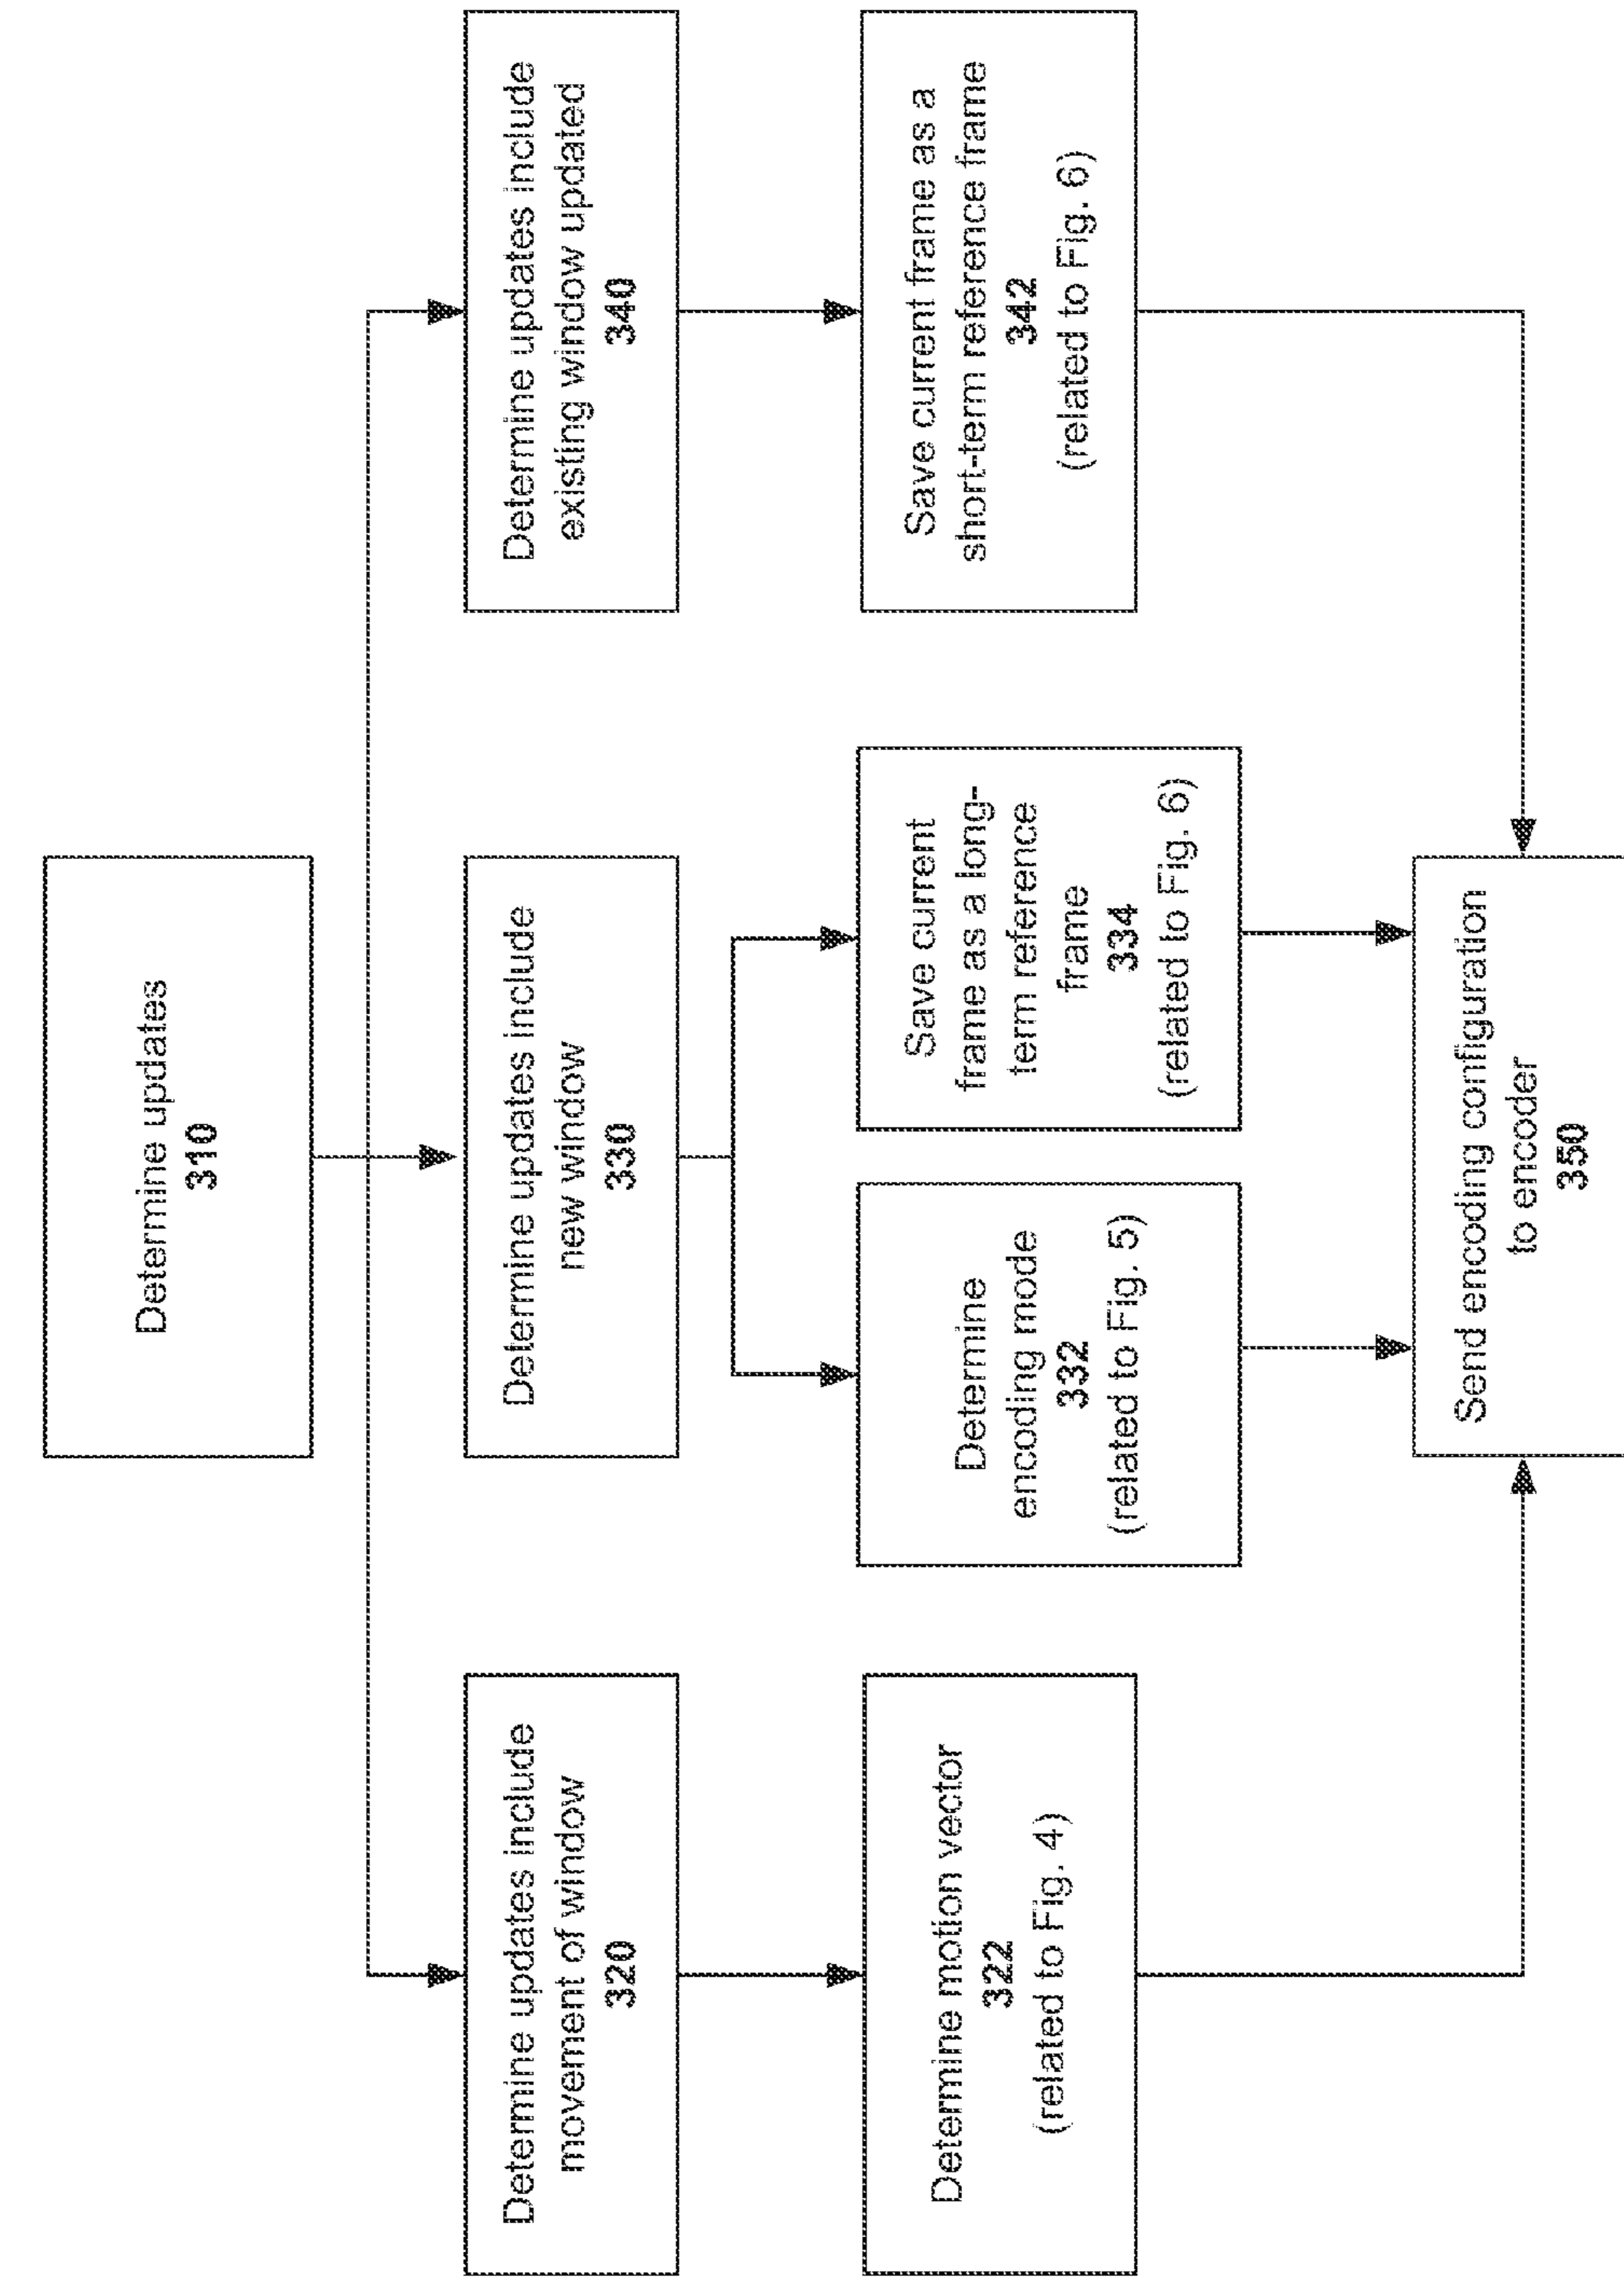 Determine updates
310
Determine updates include
movement of window
320
Determine updates include
new window
330
Determine updates include
existing window updated
340
Determine motion vector
322
(related to Fig. 4)
Determine
encoding mode
332
(related to Fig. 5)
Save current
frame as a long-
term reference
frame
334
(related to Fig. 6)
Save current frame as a
short-term reference frame
342
(related to Fig. 6)
Send encoding configuration
to encoder
350